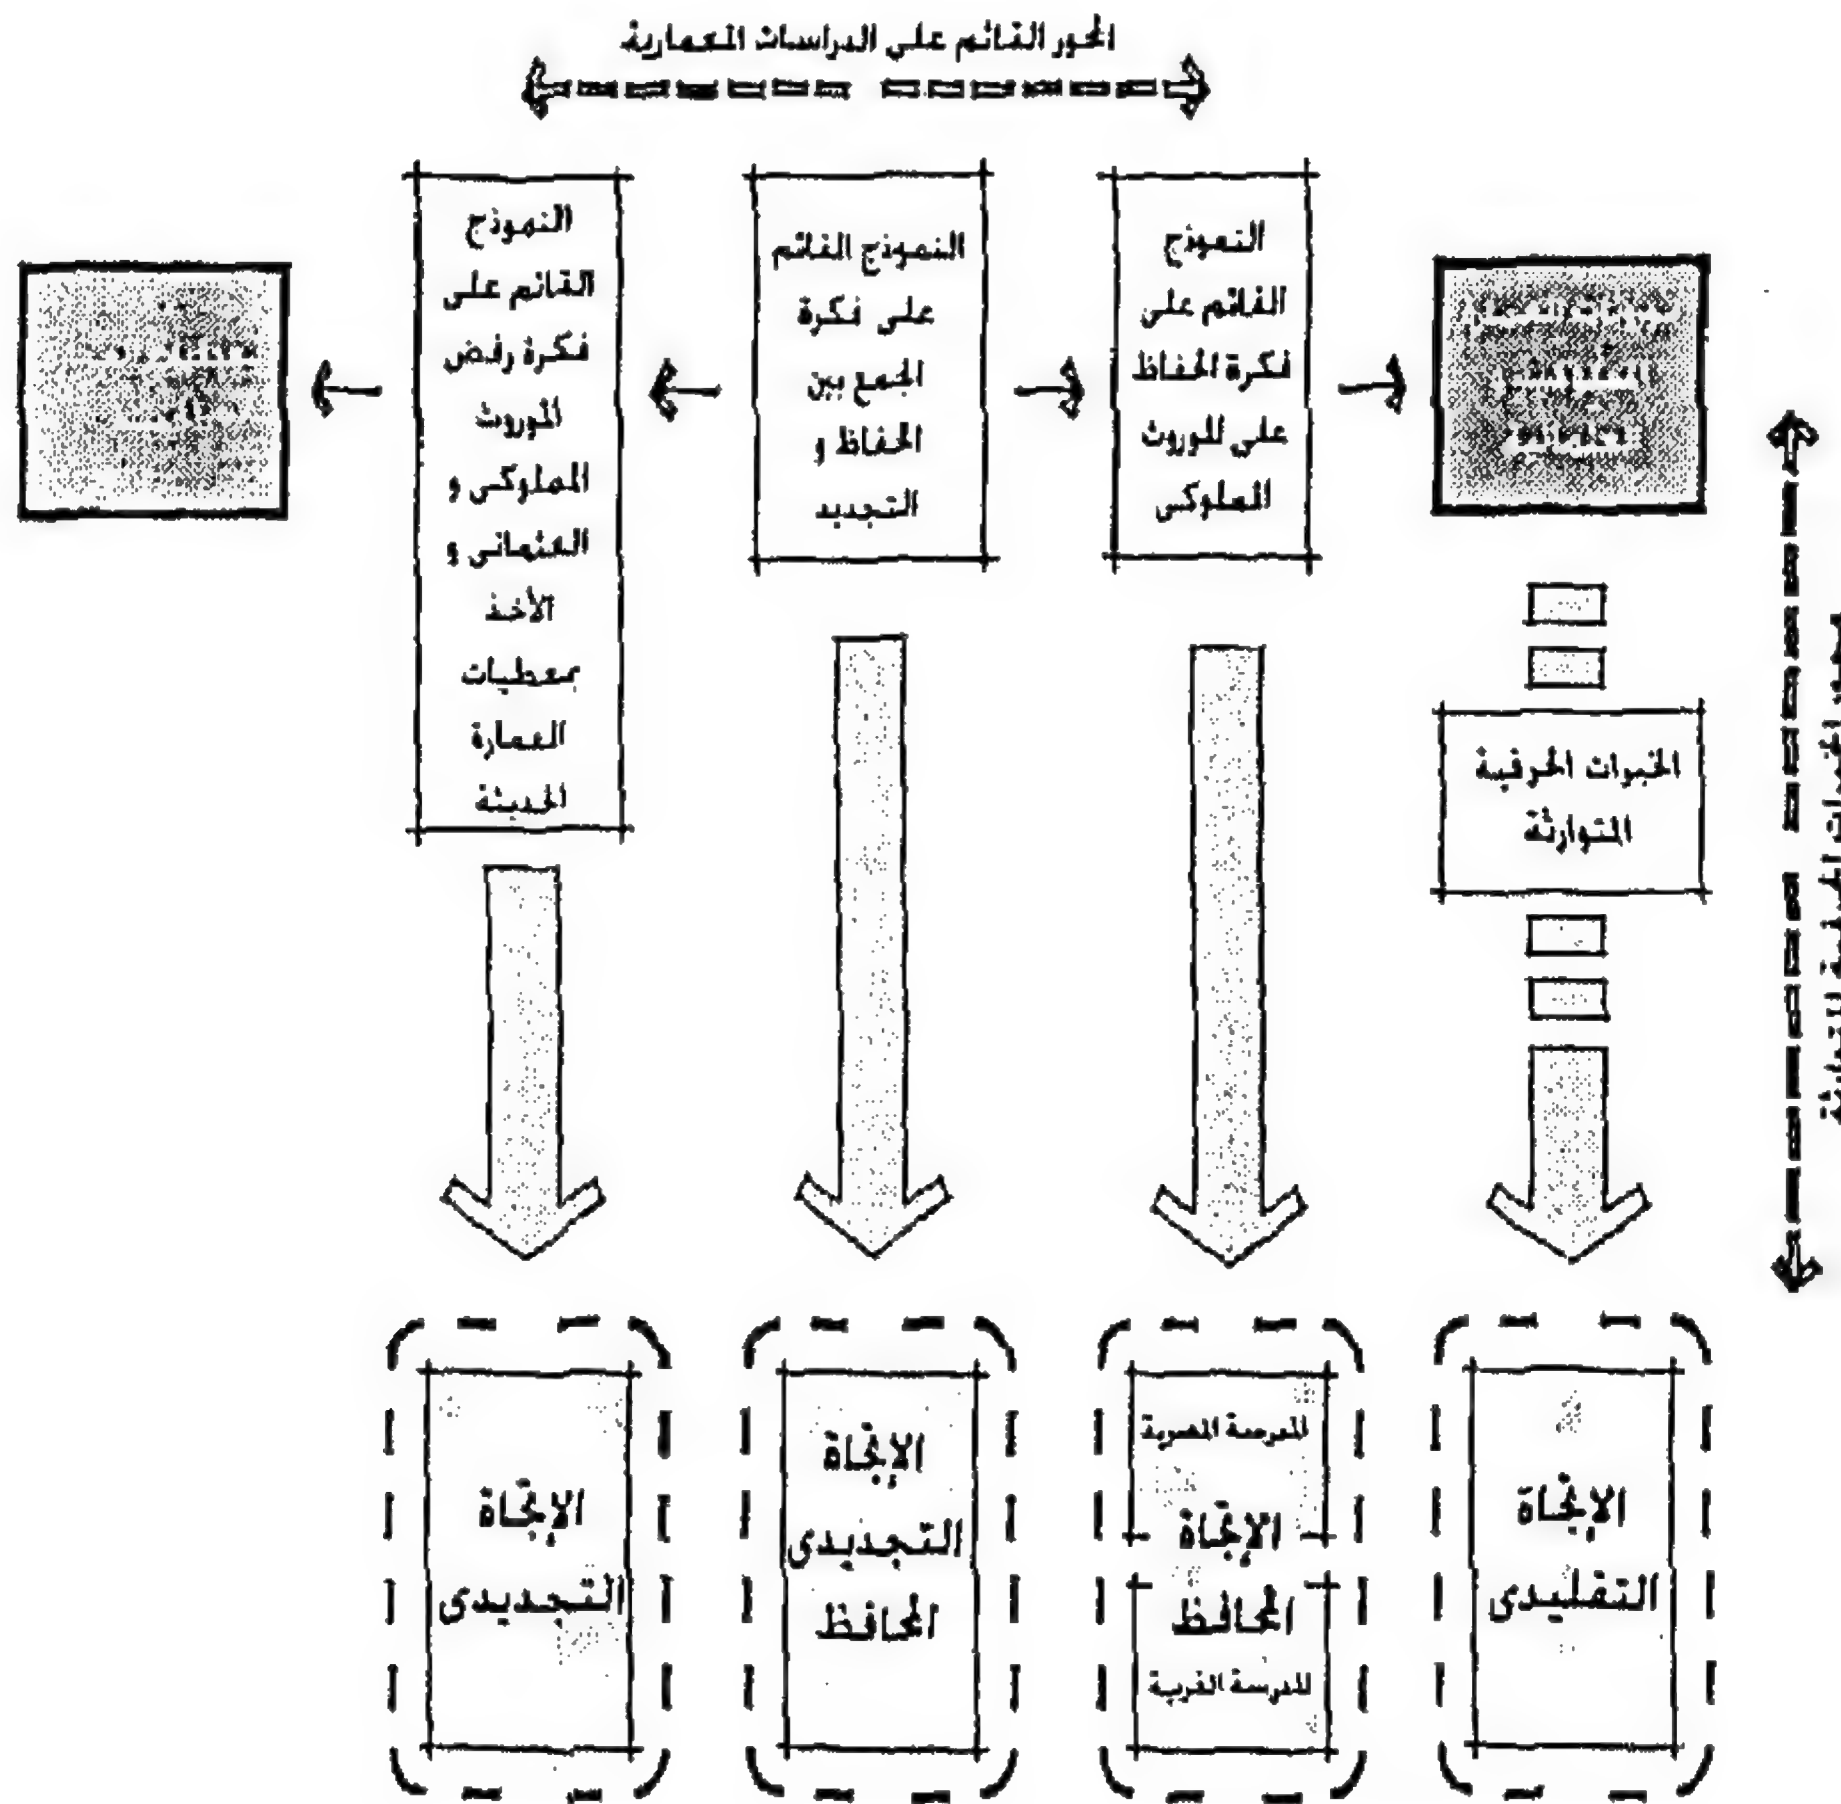 المحور القائم على الدراسات المعمارية
النموذج
القائم على
فكرة الحفاظ
على الموروث
المملوكى
النموذج القائم
على فكرة
الجمع بين
الحفاظ و
التجديد
النموذج
القائم على
فكرة رفض
الموروث
المملوكى و
العثمانى و
الأخذ
بمعطيات
العمارة
الحديثة
الخبرات الحرفية
المتوارثة
الإتجاة
التقليدى
المدرسة المصرية
الإتجاة
المحافظ
المدرسة الغربية
الإتجاة
التجديدى
المحافظ
الإتجاة
التجديدى